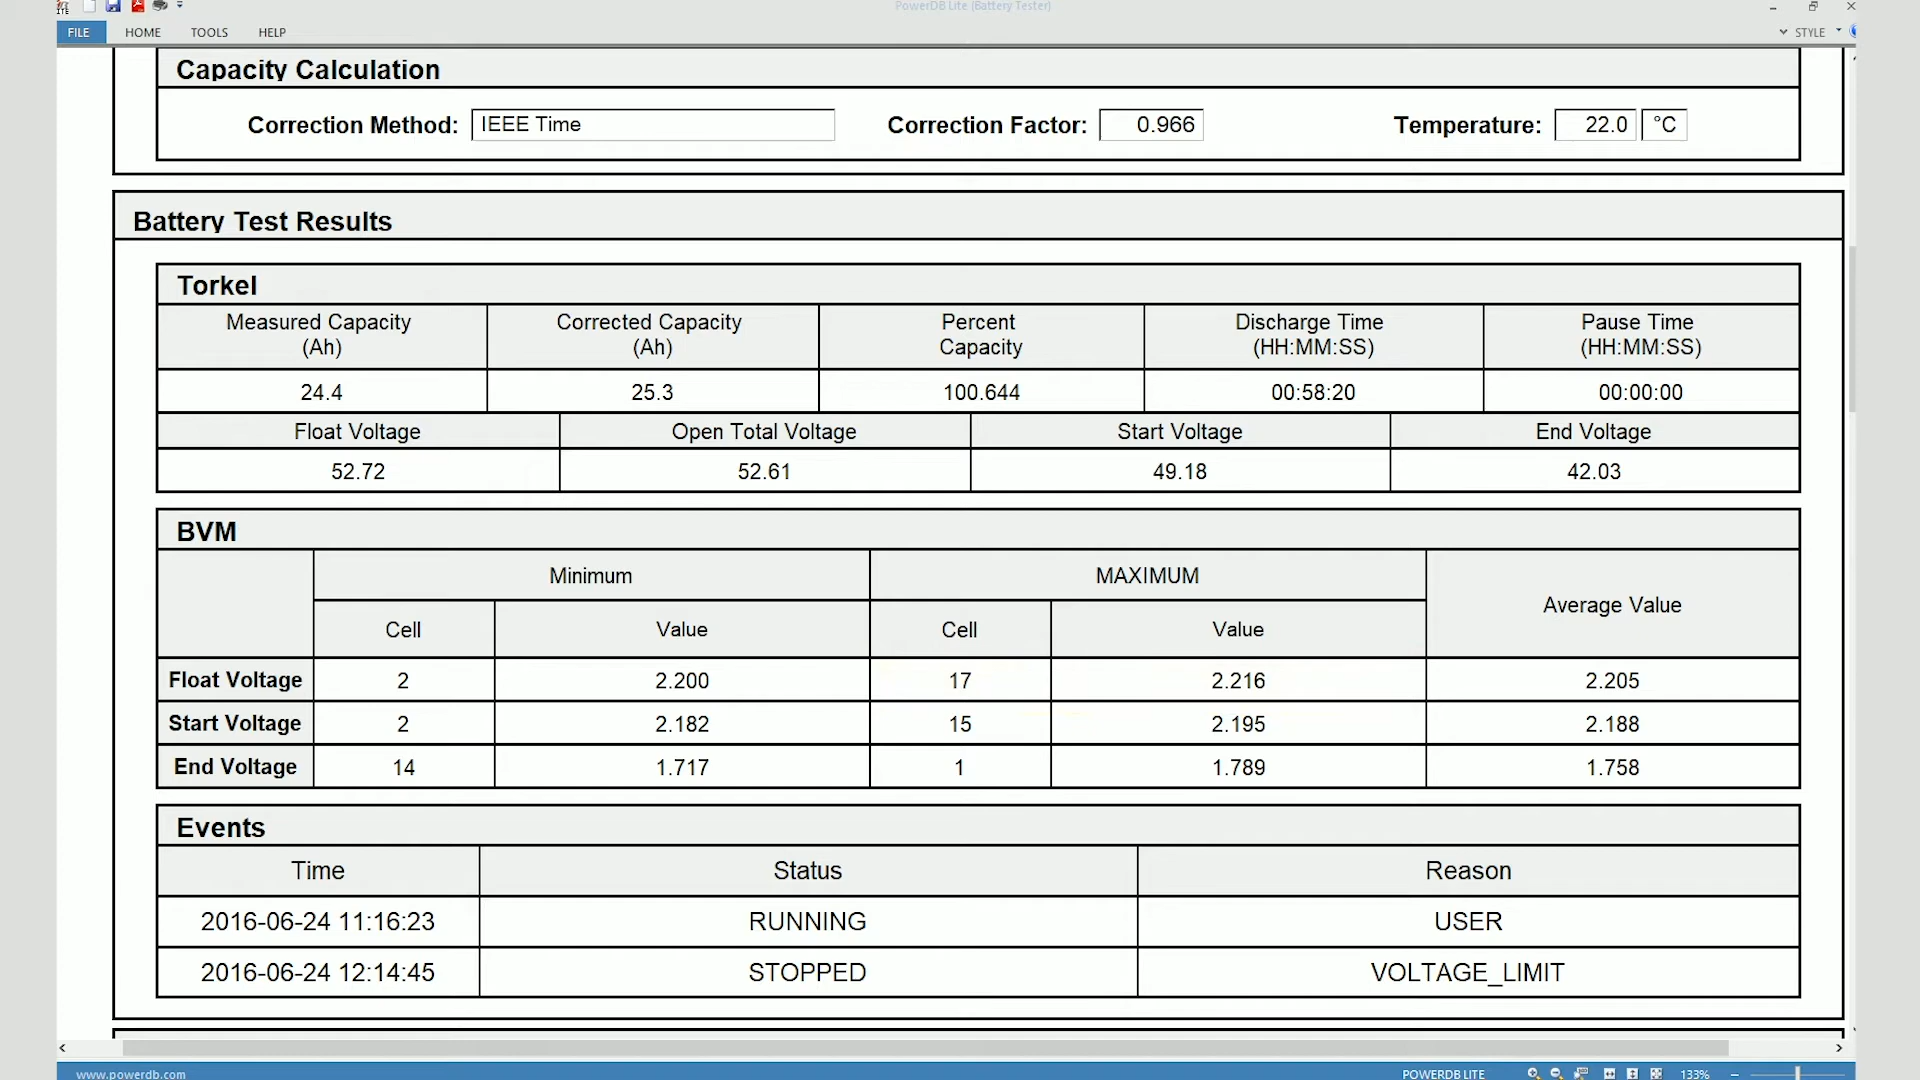 PowerDB Lite (Battery Tester)
FILE HOME TOOLS HELP STYLE
Capacity Calculation
Correction Method: IEEE Time Correction Factor: 0.966 Temperature: 22.0 °C
Battery Test Results
Torkel
Measured Capacity (Ah) Corrected Capacity (Ah) Percent Capacity Discharge Time (HH:MM:SS) Pause Time (HH:MM:SS)
24.4 25.3 100.644 00:58:20 00:00:00
Float Voltage Open Total Voltage Start Voltage End Voltage
52.72 52.61 49.18 42.03
BVM
Minimum MAXIMUM Average Value
Cell Value Cell Value
Float Voltage 2 2.200 17 2.216 2.205
Start Voltage 2 2.182 15 2.195 2.188
End Voltage 14 1.717 1 1.789 1.758
Events
Time Status Reason
2016-06-24 11:16:23 RUNNING USER
2016-06-24 12:14:45 STOPPED VOLTAGE_LIMIT
www.powerdb.com POWERDB LITE 133%